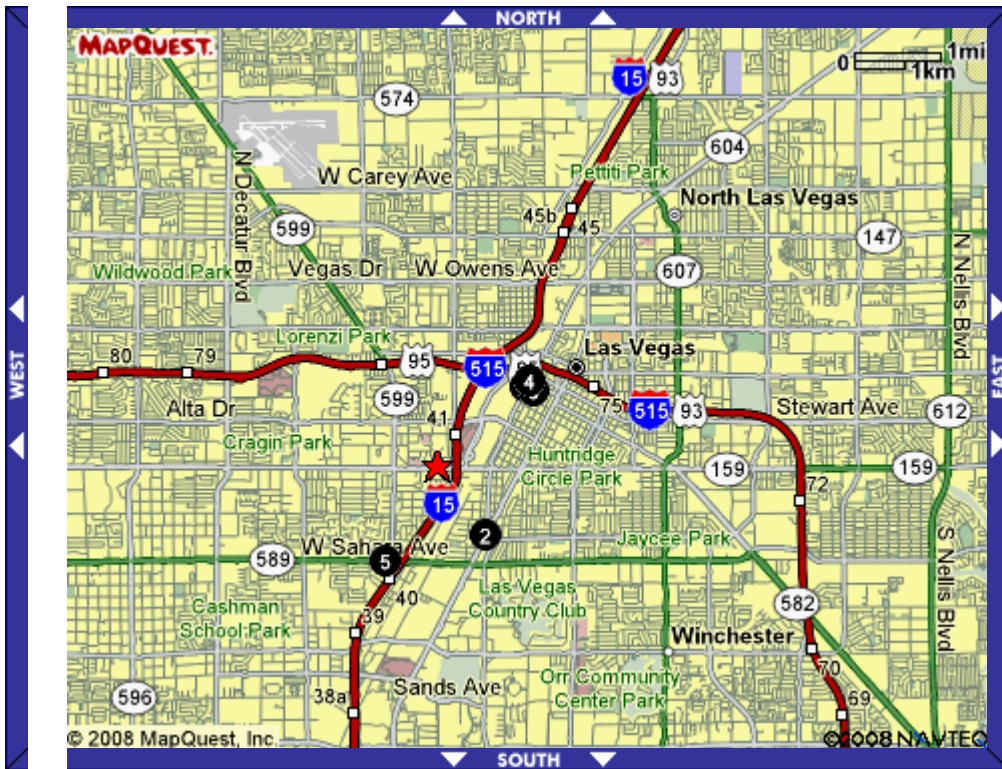 NORTH
MAPQUEST.
0 1mi
1km
15 93
574
604
W Carey Ave
Pettiti Park
North Las Vegas
N Decatur Blvd
599
45b
45
147
N Nellis Blvd
Wildwood Park
Vegas Dr
W Owens Ave
607
Lorenzi Park
Las Vegas
80
79
95
515
WEST
EAST
4
75
515 93
Stewart Ave
612
Alta Dr
599
41
Cragin Park
Huntridge
Circle Park
159
159
72
15
2
W Sahara Ave
589
5
Jaycee Park
S Nellis Blvd
40
Las Vegas
Country Club
582
Cashman
School Park
39
Winchester
70
Sands Ave
Orr Community
Center Park
596
38a
69
© 2008 MapQuest, Inc.
©2008 NAVTEQ
SOUTH